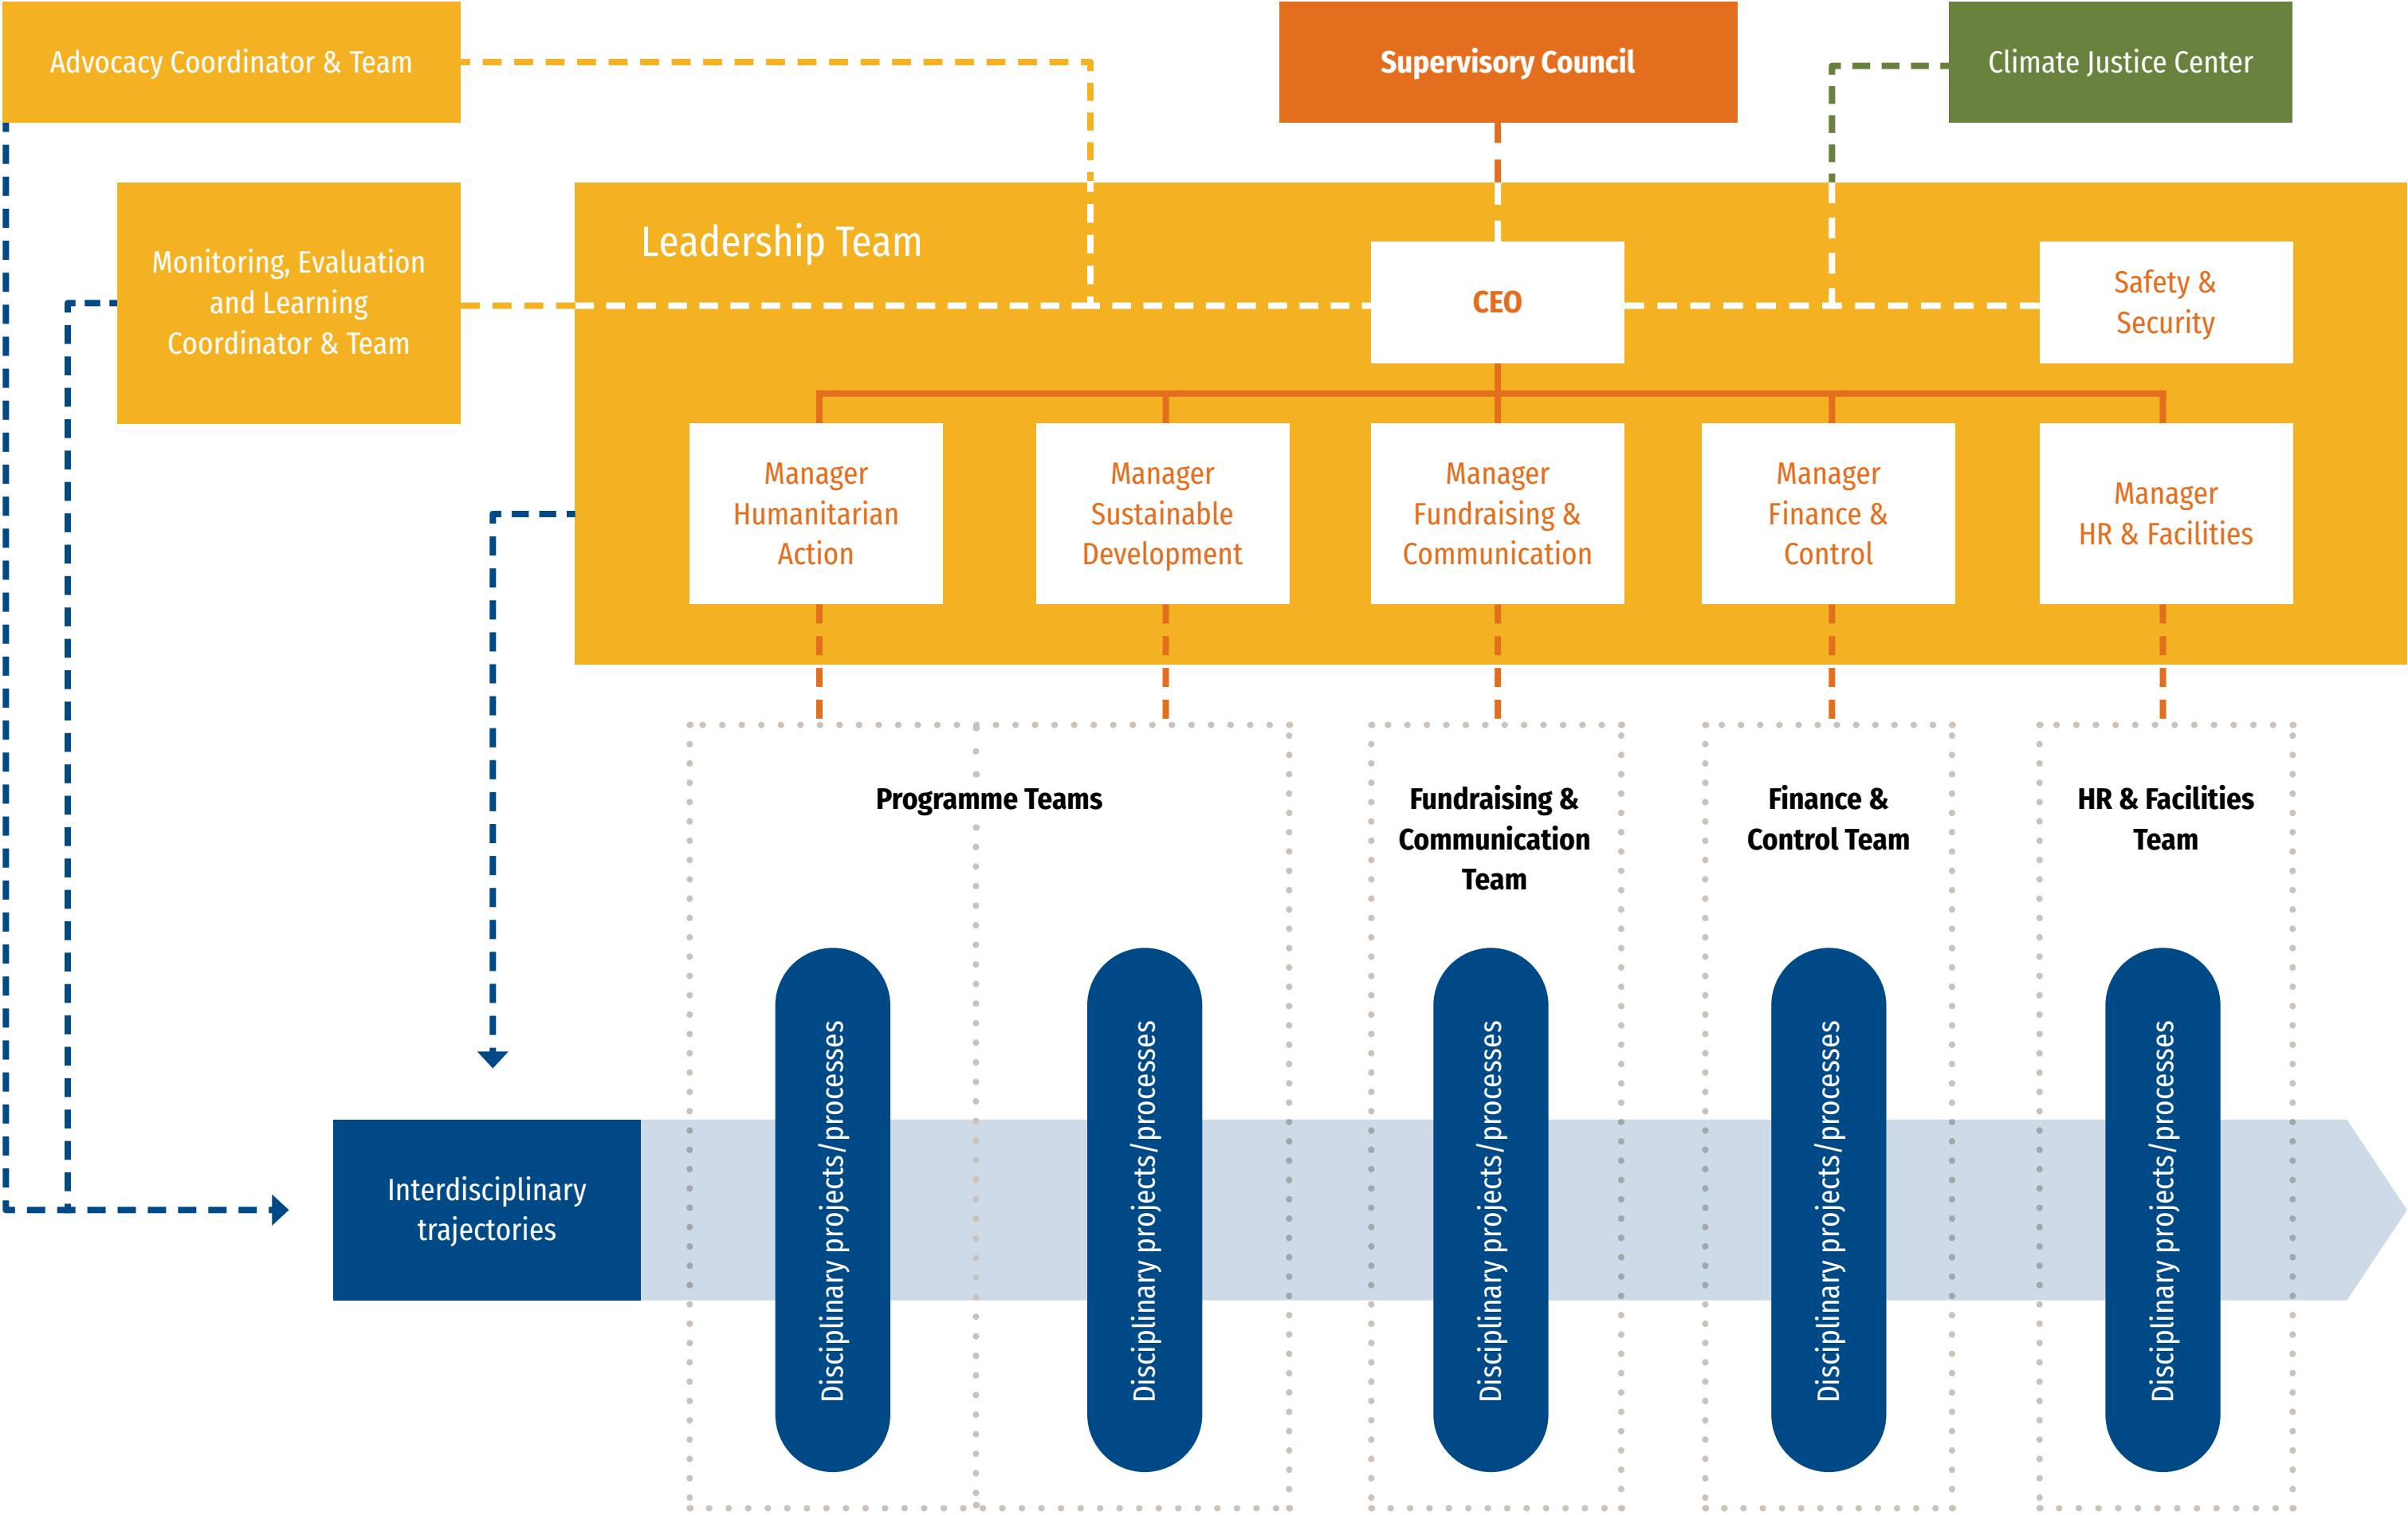 Advocacy Coordinator & Team
Supervisory Council
Climate Justice Center
Monitoring, Evaluation
and Learning
Coordinator & Team
Leadership Team
CEO
Safety &
Security
Manager
Humanitarian
Action
Manager
Sustainable
Development
Manager
Fundraising &
Communication
Manager
Finance &
Control
Manager
HR & Facilities
Programme Teams
Fundraising &
Communication
Team
Finance &
Control Team
HR & Facilities
Team
Interdisciplinary
trajectories
Disciplinary projects/processes
Disciplinary projects/processes
Disciplinary projects/processes
Disciplinary projects/processes
Disciplinary projects/processes